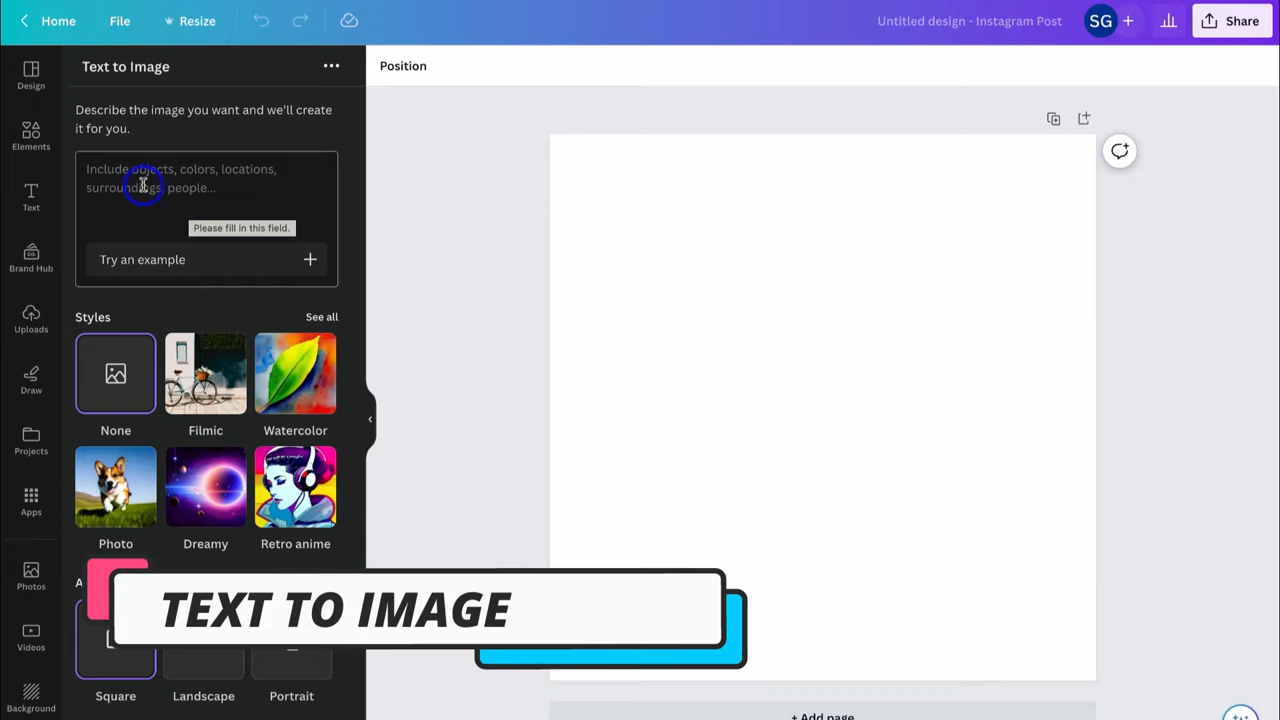 Home File Resize Untitled design - Instagram Post SG + Share
Design
Elements
Text
Brand Hub
Uploads
Draw
Projects
Apps
Photos
Videos
Background
Text to Image
Describe the image you want and we'll create
it for you.
Include objects, colors, locations,
surroundings, people...
Please fill in this field.
Try an example +
Styles See all
None Filmic Watercolor
Photo Dreamy Retro anime
TEXT TO IMAGE
Square Landscape Portrait
Position
+ Add page